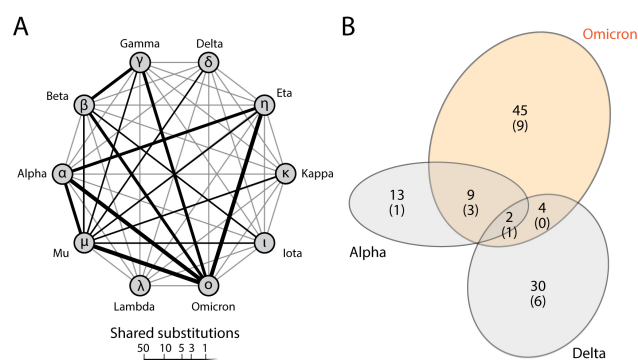 A
B
Gamma
Delta
γ
δ
Beta
Eta
β
η
Alpha
α
κ
Kappa
Mu
μ
ι
Iota
λ
ο
Lambda
Omicron
Shared substitutions
50 10 5 3 1
Omicron
45
(9)
13
(1)
9
(3)
2
(1)
4
(0)
Alpha
30
(6)
Delta